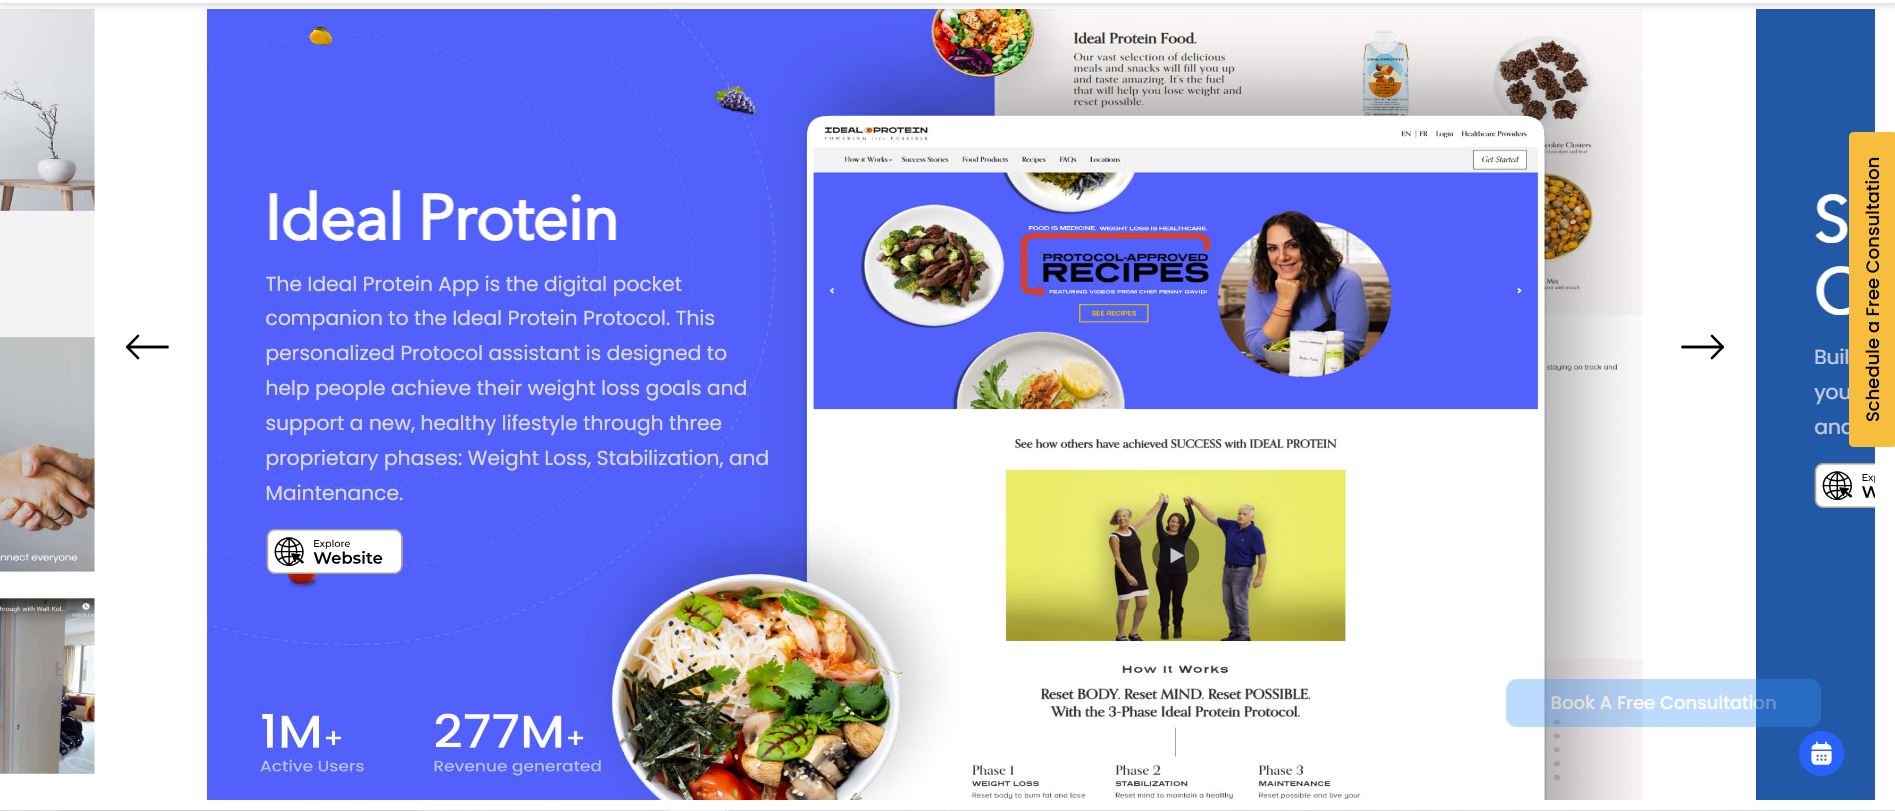 nnect everyone
hrough with Walt Kol...
Ideal Protein
The Ideal Protein App is the digital pocket
companion to the Ideal Protein Protocol. This
personalized Protocol assistant is designed to
help people achieve their weight loss goals and
support a new, healthy lifestyle through three
proprietary phases: Weight Loss, Stabilization, and
Maintenance.
Explore
Website
1M+
Active Users
277M+
Revenue generated
Ideal Protein Food.
Our vast selection of delicious
meals and snacks will fill you up
and taste amazing. It's the fuel
that will help you lose weight and
reset possible.
IDEAL PROTEIN
EN | FR Login Healthcare Providers
How it Works Success Stories Food Products Recipes FAQs Locations
Get Started
FOOD IS MEDICINE. WEIGHT LOSS IS HEALTHCARE.
PROTOCOL-APPROVED
RECIPES
FEATURING VIDEOS FROM CHEF PENNY DAVIDI
SEE RECIPES
See how others have achieved SUCCESS with IDEAL PROTEIN
How It Works
Reset BODY. Reset MIND. Reset POSSIBLE.
With the 3-Phase Ideal Protein Protocol.
Phase 1
WEIGHT LOSS
Reset body to burn fat and lose
Phase 2
STABILIZATION
Reset mind to maintain a healthy
Phase 3
MAINTENANCE
Reset possible and live your
colate Clusters
Mix
staying on track and
S
C
Buil
you
and
Exp
W
Schedule a Free Consultation
Book A Free Consultation